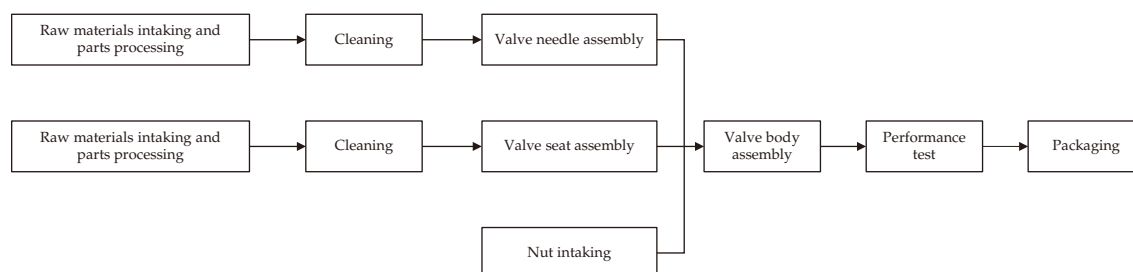 Raw materials intaking and
parts processing
Cleaning
Valve needle assembly
Raw materials intaking and
parts processing
Cleaning
Valve seat assembly
Valve body
assembly
Performance
test
Packaging
Nut intaking